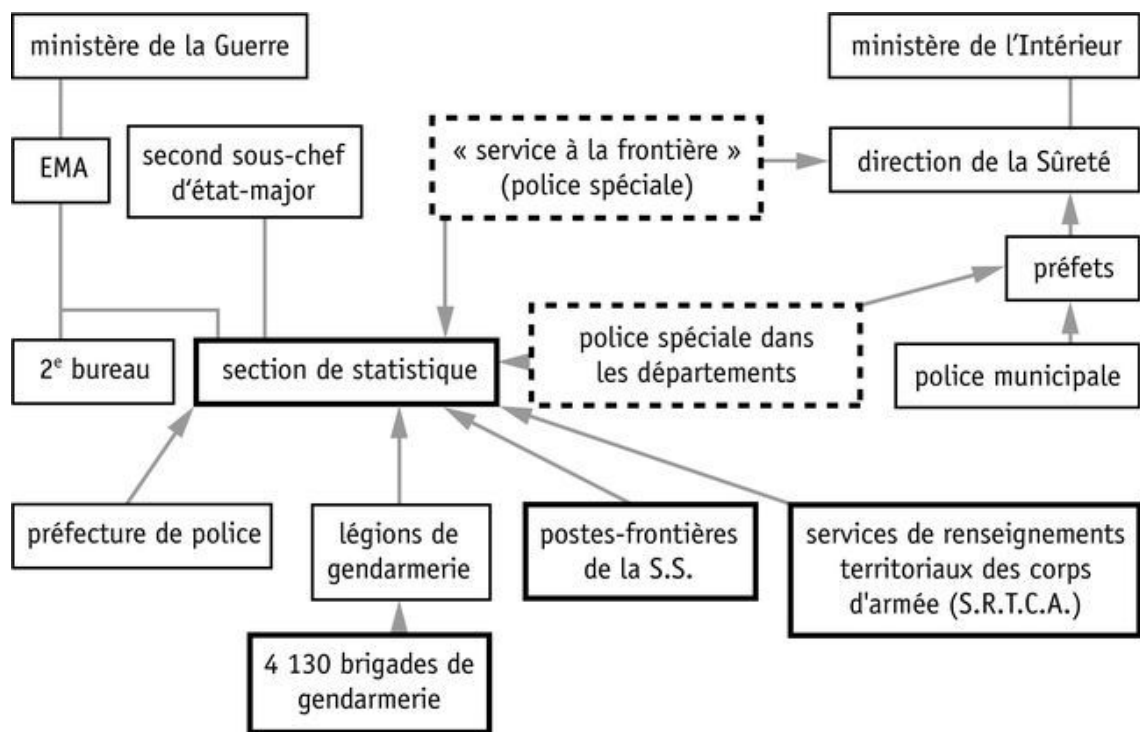 ministère de la Guerre
ministère de l'Intérieur
EMA
second sous-chef
d'état-major
« service à la frontière »
(police spéciale)
direction de la Sûreté
préfets
2e bureau
section de statistique
police spéciale dans
les départements
police municipale
préfecture de police
légions de
gendarmerie
postes-frontières
de la S.S.
services de renseignements
territoriaux des corps
d'armée (S.R.T.C.A.)
4 130 brigades de
gendarmerie